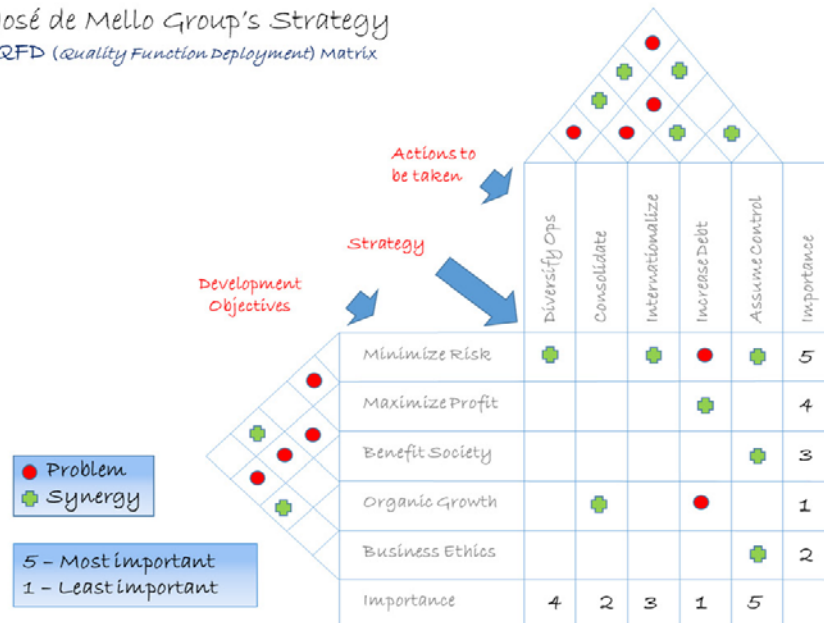 José de Mello Group's Strategy
QFD (Quality Function Deployment) Matrix
Actions to
be taken
Strategy
Development
Objectives
Diversify Ops
Consolidate
Internationalize
Increase Debt
Assume Control
Importance
Minimize Risk 5
Maximize Profit 4
Benefit Society 3
Organic Growth 1
Business Ethics 2
Importance 4 2 3 1 5
Problem
Synergy
5 – Most important
1 – Least important